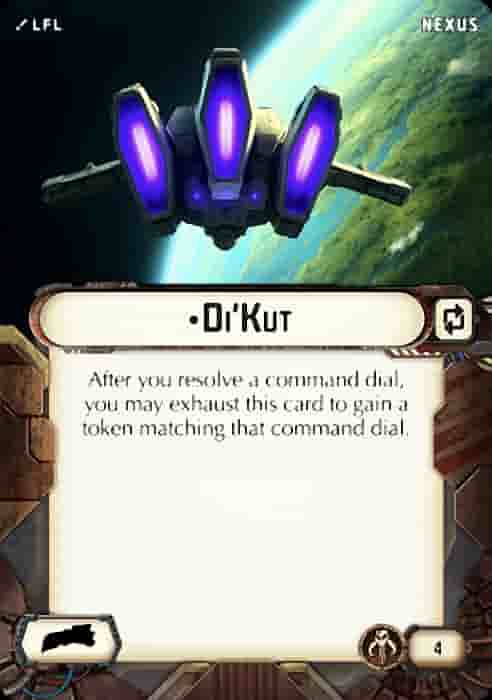 LFL
NEXUS
•Di'Kut
After you resolve a command dial,
you may exhaust this card to gain a
token matching that command dial.
4